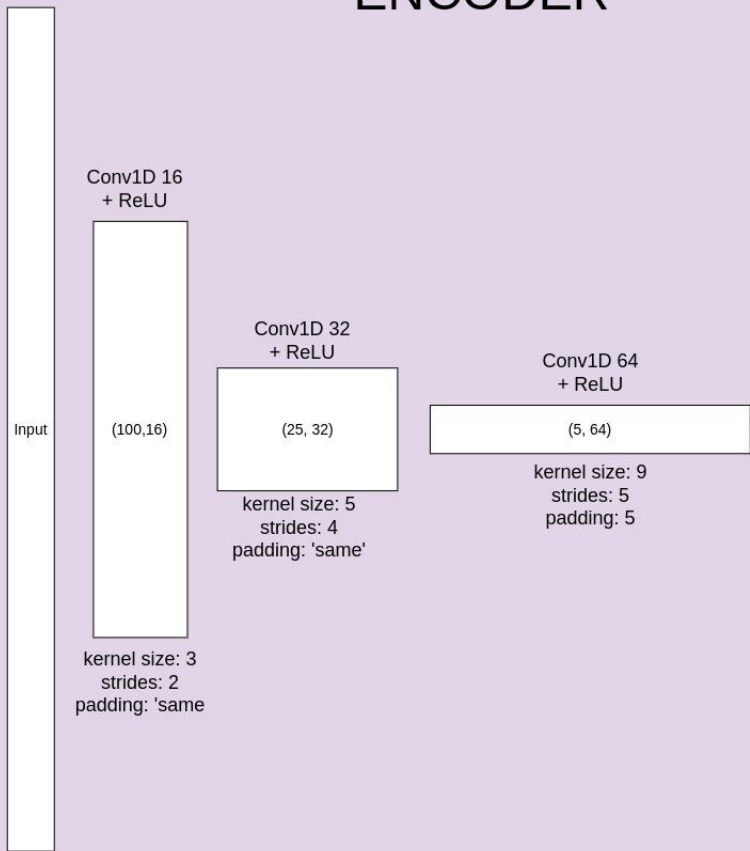 ENCODER
Conv1D 16
+ ReLU
Conv1D 32
+ ReLU
Conv1D 64
+ ReLU
Input
(100,16)
(25, 32)
(5, 64)
kernel size: 9
strides: 5
padding: 5
kernel size: 5
strides: 4
padding: 'same'
kernel size: 3
strides: 2
padding: 'same